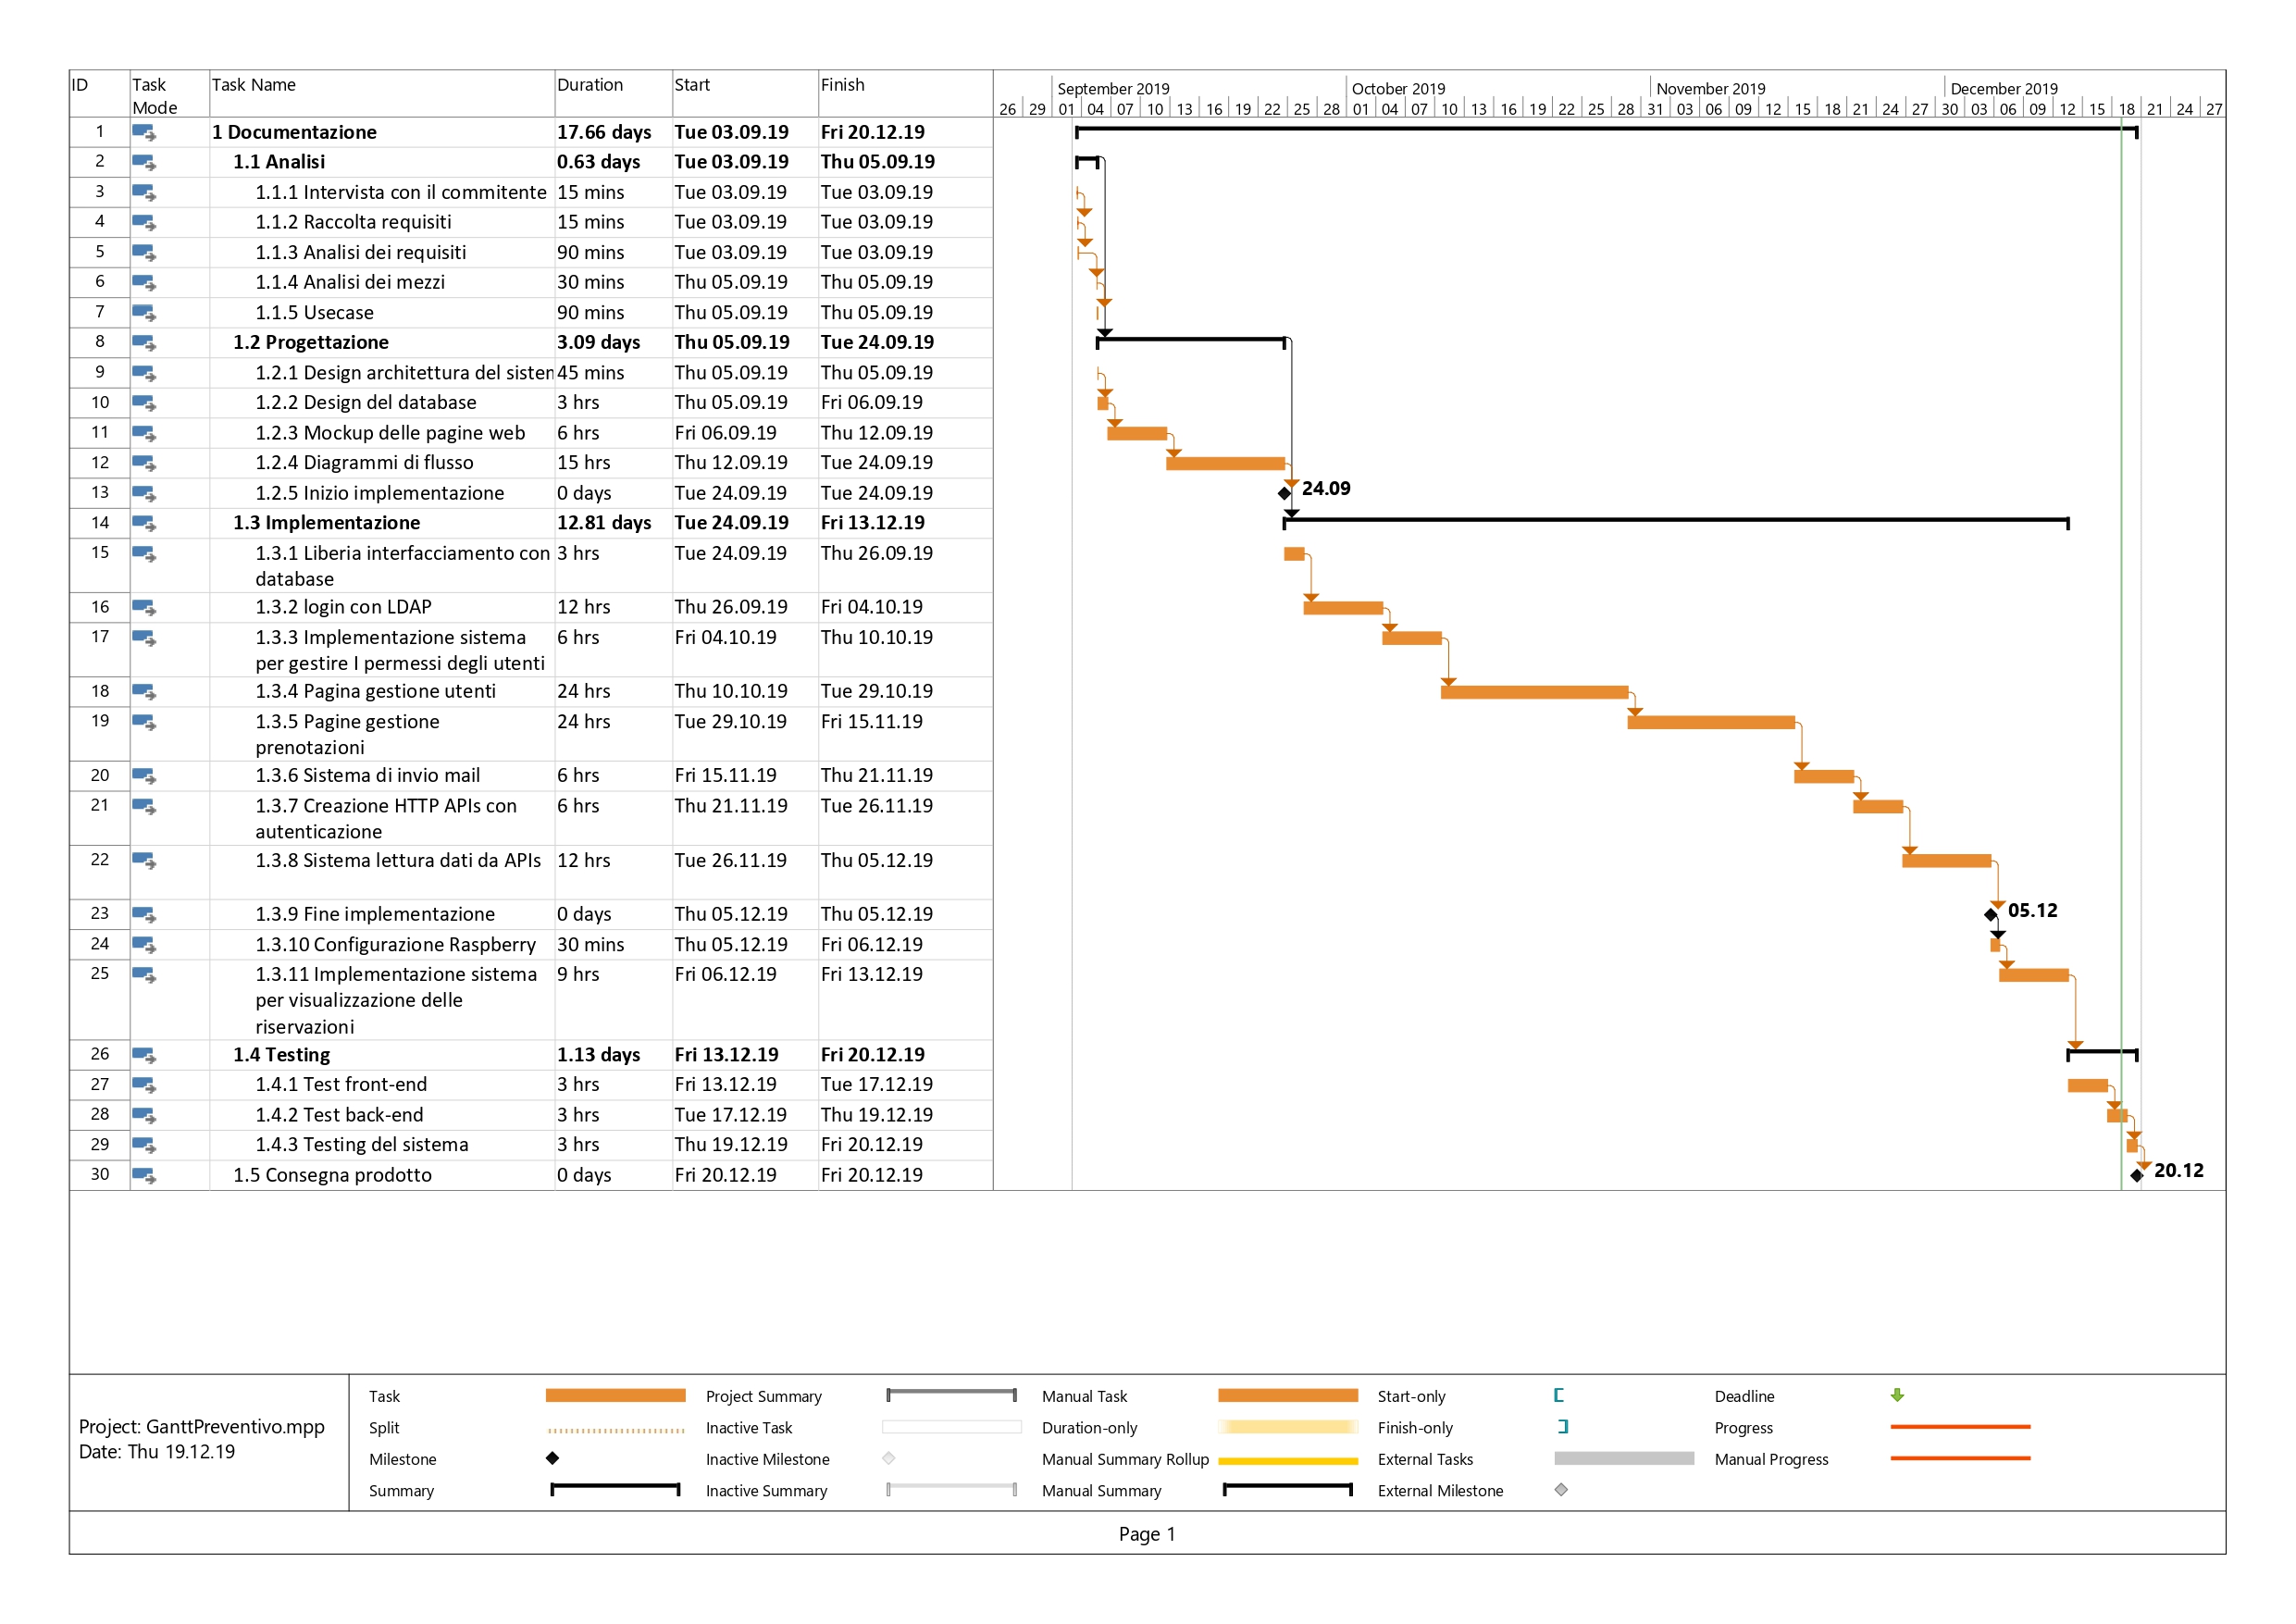 ID Task Mode Task Name Duration Start Finish
September 2019 October 2019 November 2019 December 2019
26 29 01 04 07 10 13 16 19 22 25 28 01 04 07 10 13 16 19 22 25 28 31 03 06 09 12 15 18 21 24 27 30 03 06 09 12 15 18 21 24 27
1 1 Documentazione 17.66 days Tue 03.09.19 Fri 20.12.19
2 1.1 Analisi 0.63 days Tue 03.09.19 Thu 05.09.19
3 1.1.1 Intervista con il commitente 15 mins Tue 03.09.19 Tue 03.09.19
4 1.1.2 Raccolta requisiti 15 mins Tue 03.09.19 Tue 03.09.19
5 1.1.3 Analisi dei requisiti 90 mins Tue 03.09.19 Tue 03.09.19
6 1.1.4 Analisi dei mezzi 30 mins Thu 05.09.19 Thu 05.09.19
7 1.1.5 Usecase 90 mins Thu 05.09.19 Thu 05.09.19
8 1.2 Progettazione 3.09 days Thu 05.09.19 Tue 24.09.19
9 1.2.1 Design architettura del sisten 45 mins Thu 05.09.19 Thu 05.09.19
10 1.2.2 Design del database 3 hrs Thu 05.09.19 Fri 06.09.19
11 1.2.3 Mockup delle pagine web 6 hrs Fri 06.09.19 Thu 12.09.19
12 1.2.4 Diagrammi di flusso 15 hrs Thu 12.09.19 Tue 24.09.19
13 1.2.5 Inizio implementazione 0 days Tue 24.09.19 Tue 24.09.19 24.09
14 1.3 Implementazione 12.81 days Tue 24.09.19 Fri 13.12.19
15 1.3.1 Liberia interfacciamento con 3 hrs Tue 24.09.19 Thu 26.09.19
database
16 1.3.2 login con LDAP 12 hrs Thu 26.09.19 Fri 04.10.19
17 1.3.3 Implementazione sistema 6 hrs Fri 04.10.19 Thu 10.10.19
per gestire I permessi degli utenti
18 1.3.4 Pagina gestione utenti 24 hrs Thu 10.10.19 Tue 29.10.19
19 1.3.5 Pagine gestione 24 hrs Tue 29.10.19 Fri 15.11.19
prenotazioni
20 1.3.6 Sistema di invio mail 6 hrs Fri 15.11.19 Thu 21.11.19
21 1.3.7 Creazione HTTP APIs con 6 hrs Thu 21.11.19 Tue 26.11.19
autenticazione
22 1.3.8 Sistema lettura dati da APIs 12 hrs Tue 26.11.19 Thu 05.12.19
23 1.3.9 Fine implementazione 0 days Thu 05.12.19 Thu 05.12.19 05.12
24 1.3.10 Configurazione Raspberry 30 mins Thu 05.12.19 Fri 06.12.19
25 1.3.11 Implementazione sistema 9 hrs Fri 06.12.19 Fri 13.12.19
per visualizzazione delle
riservazioni
26 1.4 Testing 1.13 days Fri 13.12.19 Fri 20.12.19
27 1.4.1 Test front-end 3 hrs Fri 13.12.19 Tue 17.12.19
28 1.4.2 Test back-end 3 hrs Tue 17.12.19 Thu 19.12.19
29 1.4.3 Testing del sistema 3 hrs Thu 19.12.19 Fri 20.12.19
30 1.5 Consegna prodotto 0 days Fri 20.12.19 Fri 20.12.19 20.12
Project: GanttPreventivo.mpp
Date: Thu 19.12.19
Task Project Summary Manual Task Start-only Deadline
Split Inactive Task Duration-only Finish-only Progress
Milestone Inactive Milestone Manual Summary Rollup External Tasks Manual Progress
Summary Inactive Summary Manual Summary External Milestone
Page 1